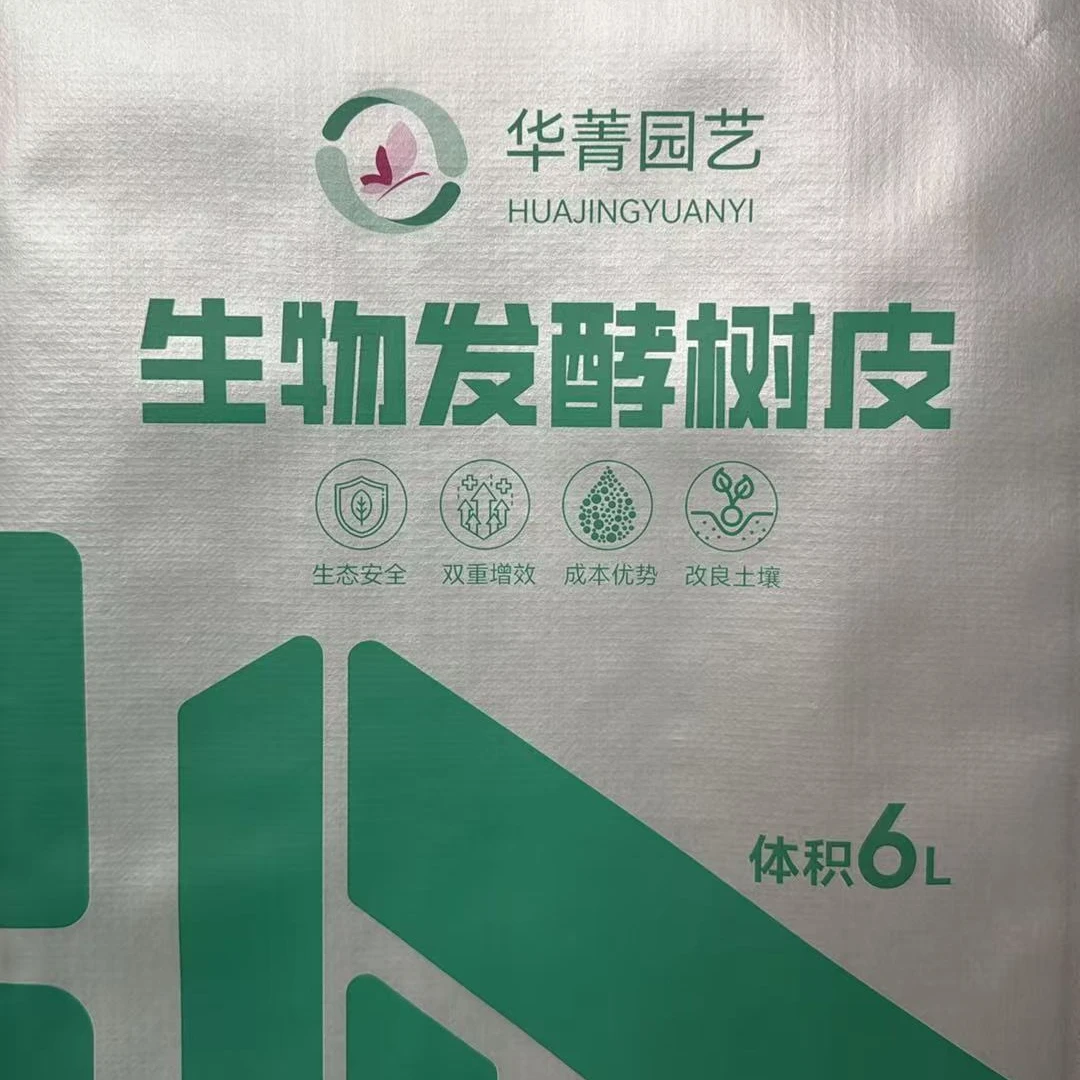 华菁园艺
HUAJINGYUANYI
生物发酵树皮
生态安全 双重增效 成本优势 改良土壤
体积6L